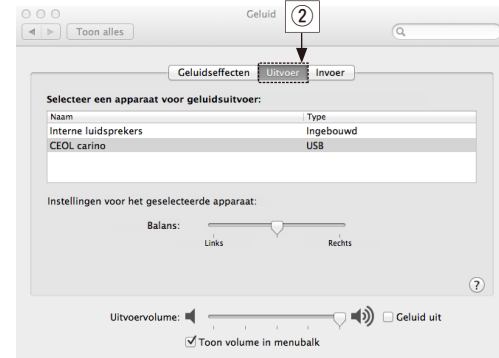 Geluid
②
Toon alles
Geluidseffecten Uitvoer Invoer
Selecteer een apparaat voor geluidsuitvoer:
Naam Type
Interne luidsprekers Ingebouwd
CEOL carino USB
Instellingen voor het geselecteerde apparaat:
Balans:
Links Rechts
?
Uitvoervolume: Geluid uit
Toon volume in menubalk